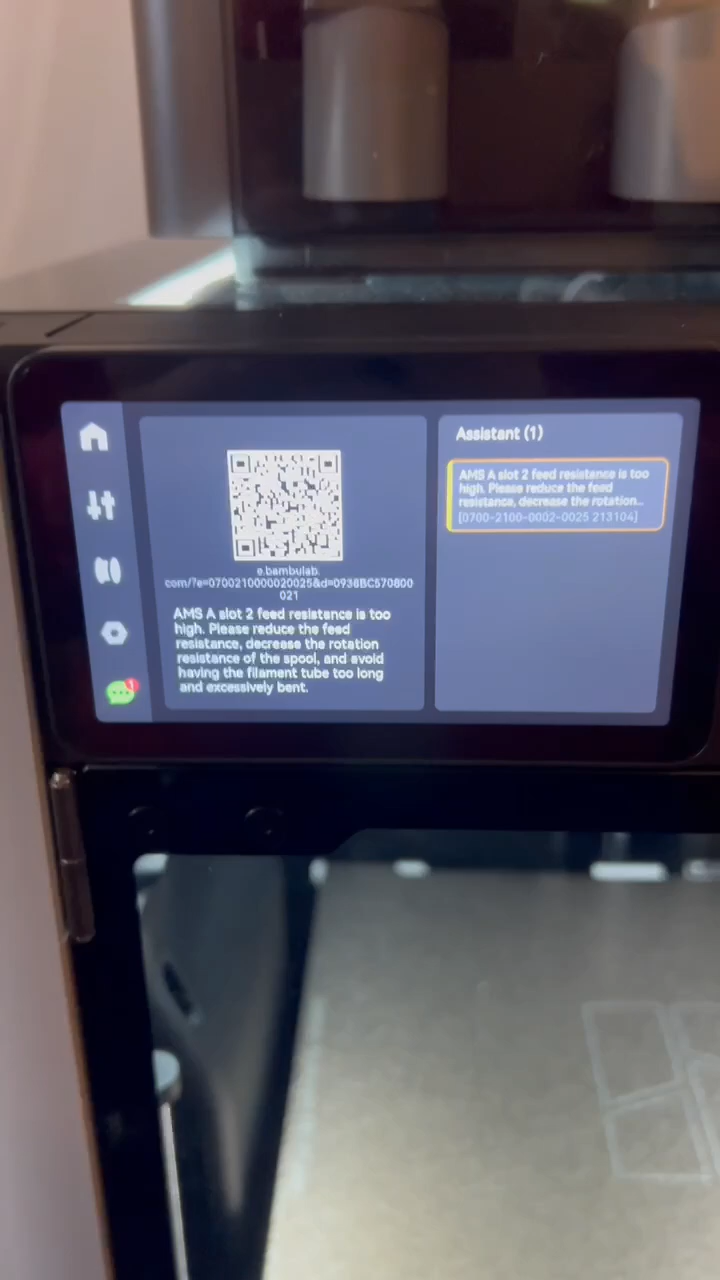 e.bambulab.
com/?e=0700210000020025&d=0938BC570800
021
AMS A slot 2 feed resistance is too
high. Please reduce the feed
resistance, decrease the rotation
resistance of the spool, and avoid
having the filament tube too long
and excessively bent.
Assistant (1)
AMS A slot 2 feed resistance is too
high. Please reduce the feed
resistance, decrease the rotation...
[0700-2100-0002-0025 213104]
1